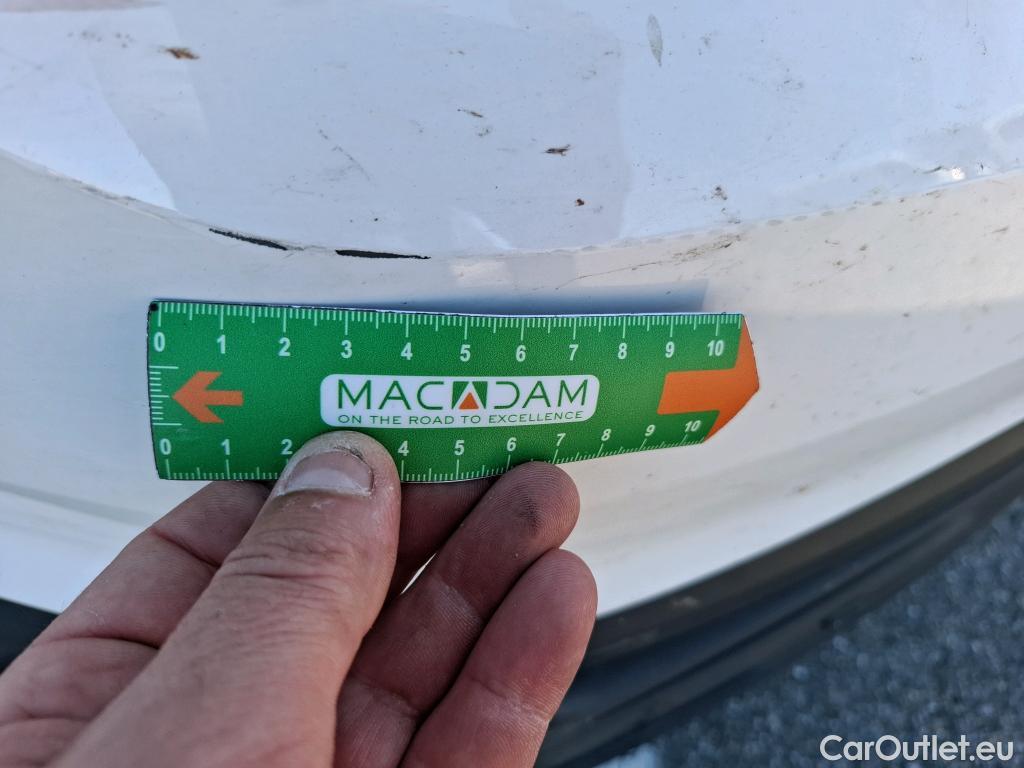 0 1 2 3 4 5 6 7 8 9 10
MACADAM
ON THE ROAD TO EXCELLENCE
0 1 2 4 5 6 7 8 9 10
CarOutlet.eu